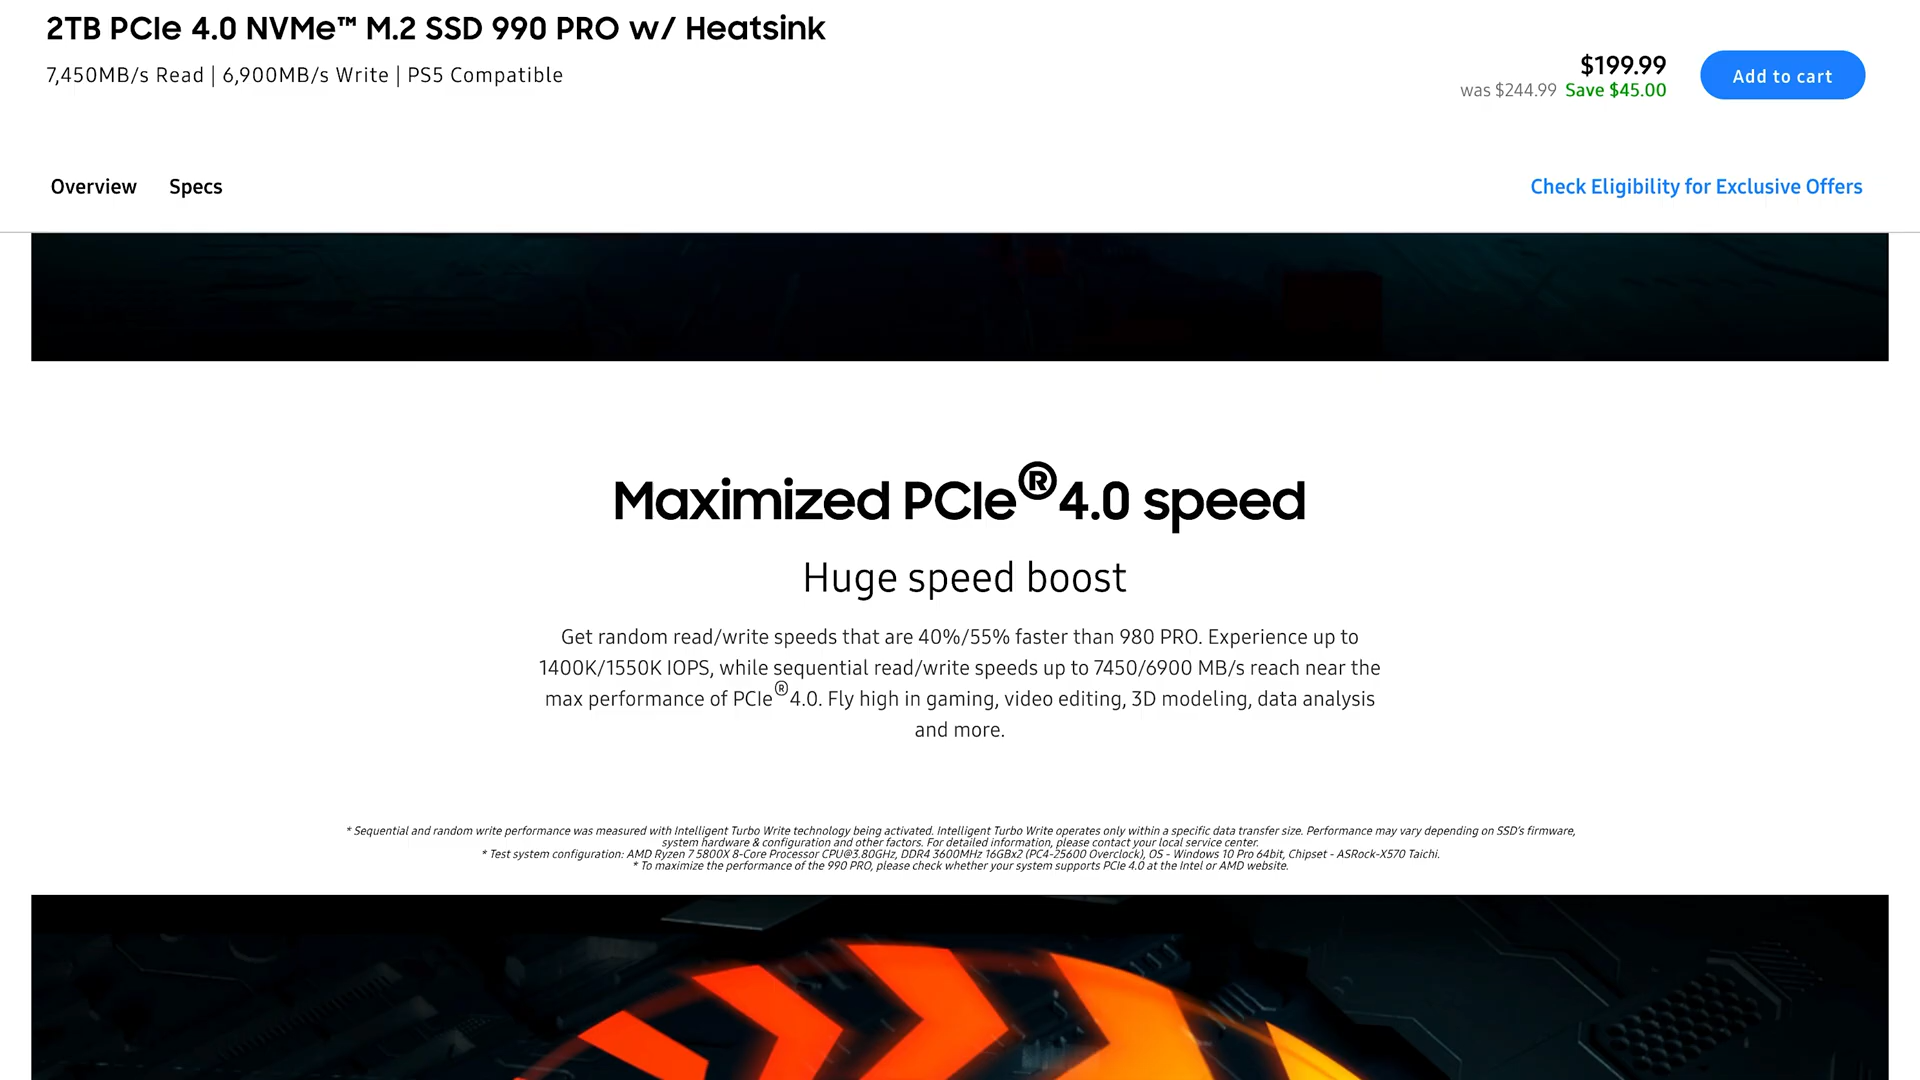 2TB PCIe 4.0 NVMe™ M.2 SSD 990 PRO w/ Heatsink
7,450MB/s Read | 6,900MB/s Write | PS5 Compatible
$199.99
was $244.99 Save $45.00
Add to cart
Overview Specs
Check Eligibility for Exclusive Offers
Maximized PCIe®4.0 speed
Huge speed boost
Get random read/write speeds that are 40%/55% faster than 980 PRO. Experience up to
1400K/1550K IOPS, while sequential read/write speeds up to 7450/6900 MB/s reach near the
max performance of PCIe®4.0. Fly high in gaming, video editing, 3D modeling, data analysis
and more.
* Sequential and random write performance was measured with Intelligent Turbo Write technology being activated. Intelligent Turbo Write operates only within a specific data transfer size. Performance may vary depending on SSD's firmware,
system hardware & configuration and other factors. For detailed information, please contact your local service center.
* Test system configuration: AMD Ryzen 7 5800X 8-Core Processor CPU@3.80GHz, DDR4 3600MHz 16GBx2 (PC4-25600 Overclock), OS - Windows 10 Pro 64bit, Chipset - ASRock-X570 Taichi.
* To maximize the performance of the 990 PRO, please check whether your system supports PCIe 4.0 at the Intel or AMD website.